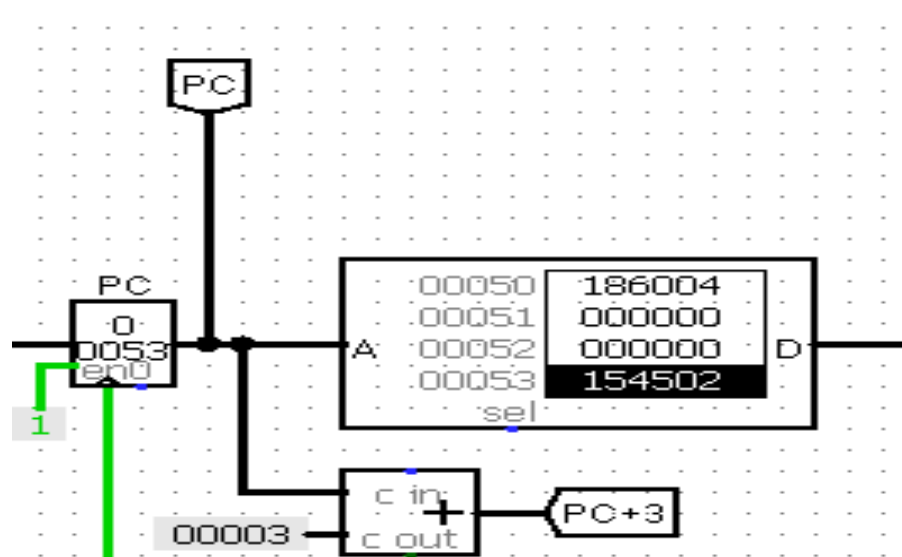 PC
PC
0
0053
en0
1
A
00050 186004
00051 000000
00052 000000
00053 154502
D
sel
c in
+
c out
00003
PC+3